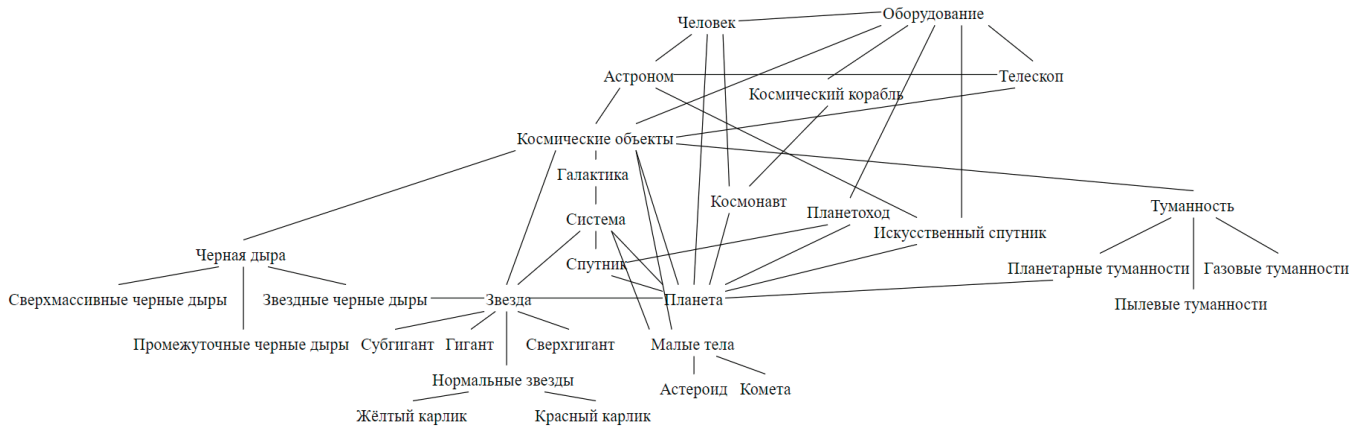 Человек
Оборудование
Астроном
Телескоп
Космический корабль
Космические объекты
Галактика
Космонавт
Планетоход
Туманность
Система
Искусственный спутник
Черная дыра
Спутник
Планетарные туманности
Газовые туманности
Сверхмассивные черные дыры
Звездные черные дыры
Звезда
Планета
Пылевые туманности
Промежуточные черные дыры
Субгигант
Гигант
Сверхгигант
Малые тела
Нормальные звезды
Астероид
Комета
Жёлтый карлик
Красный карлик